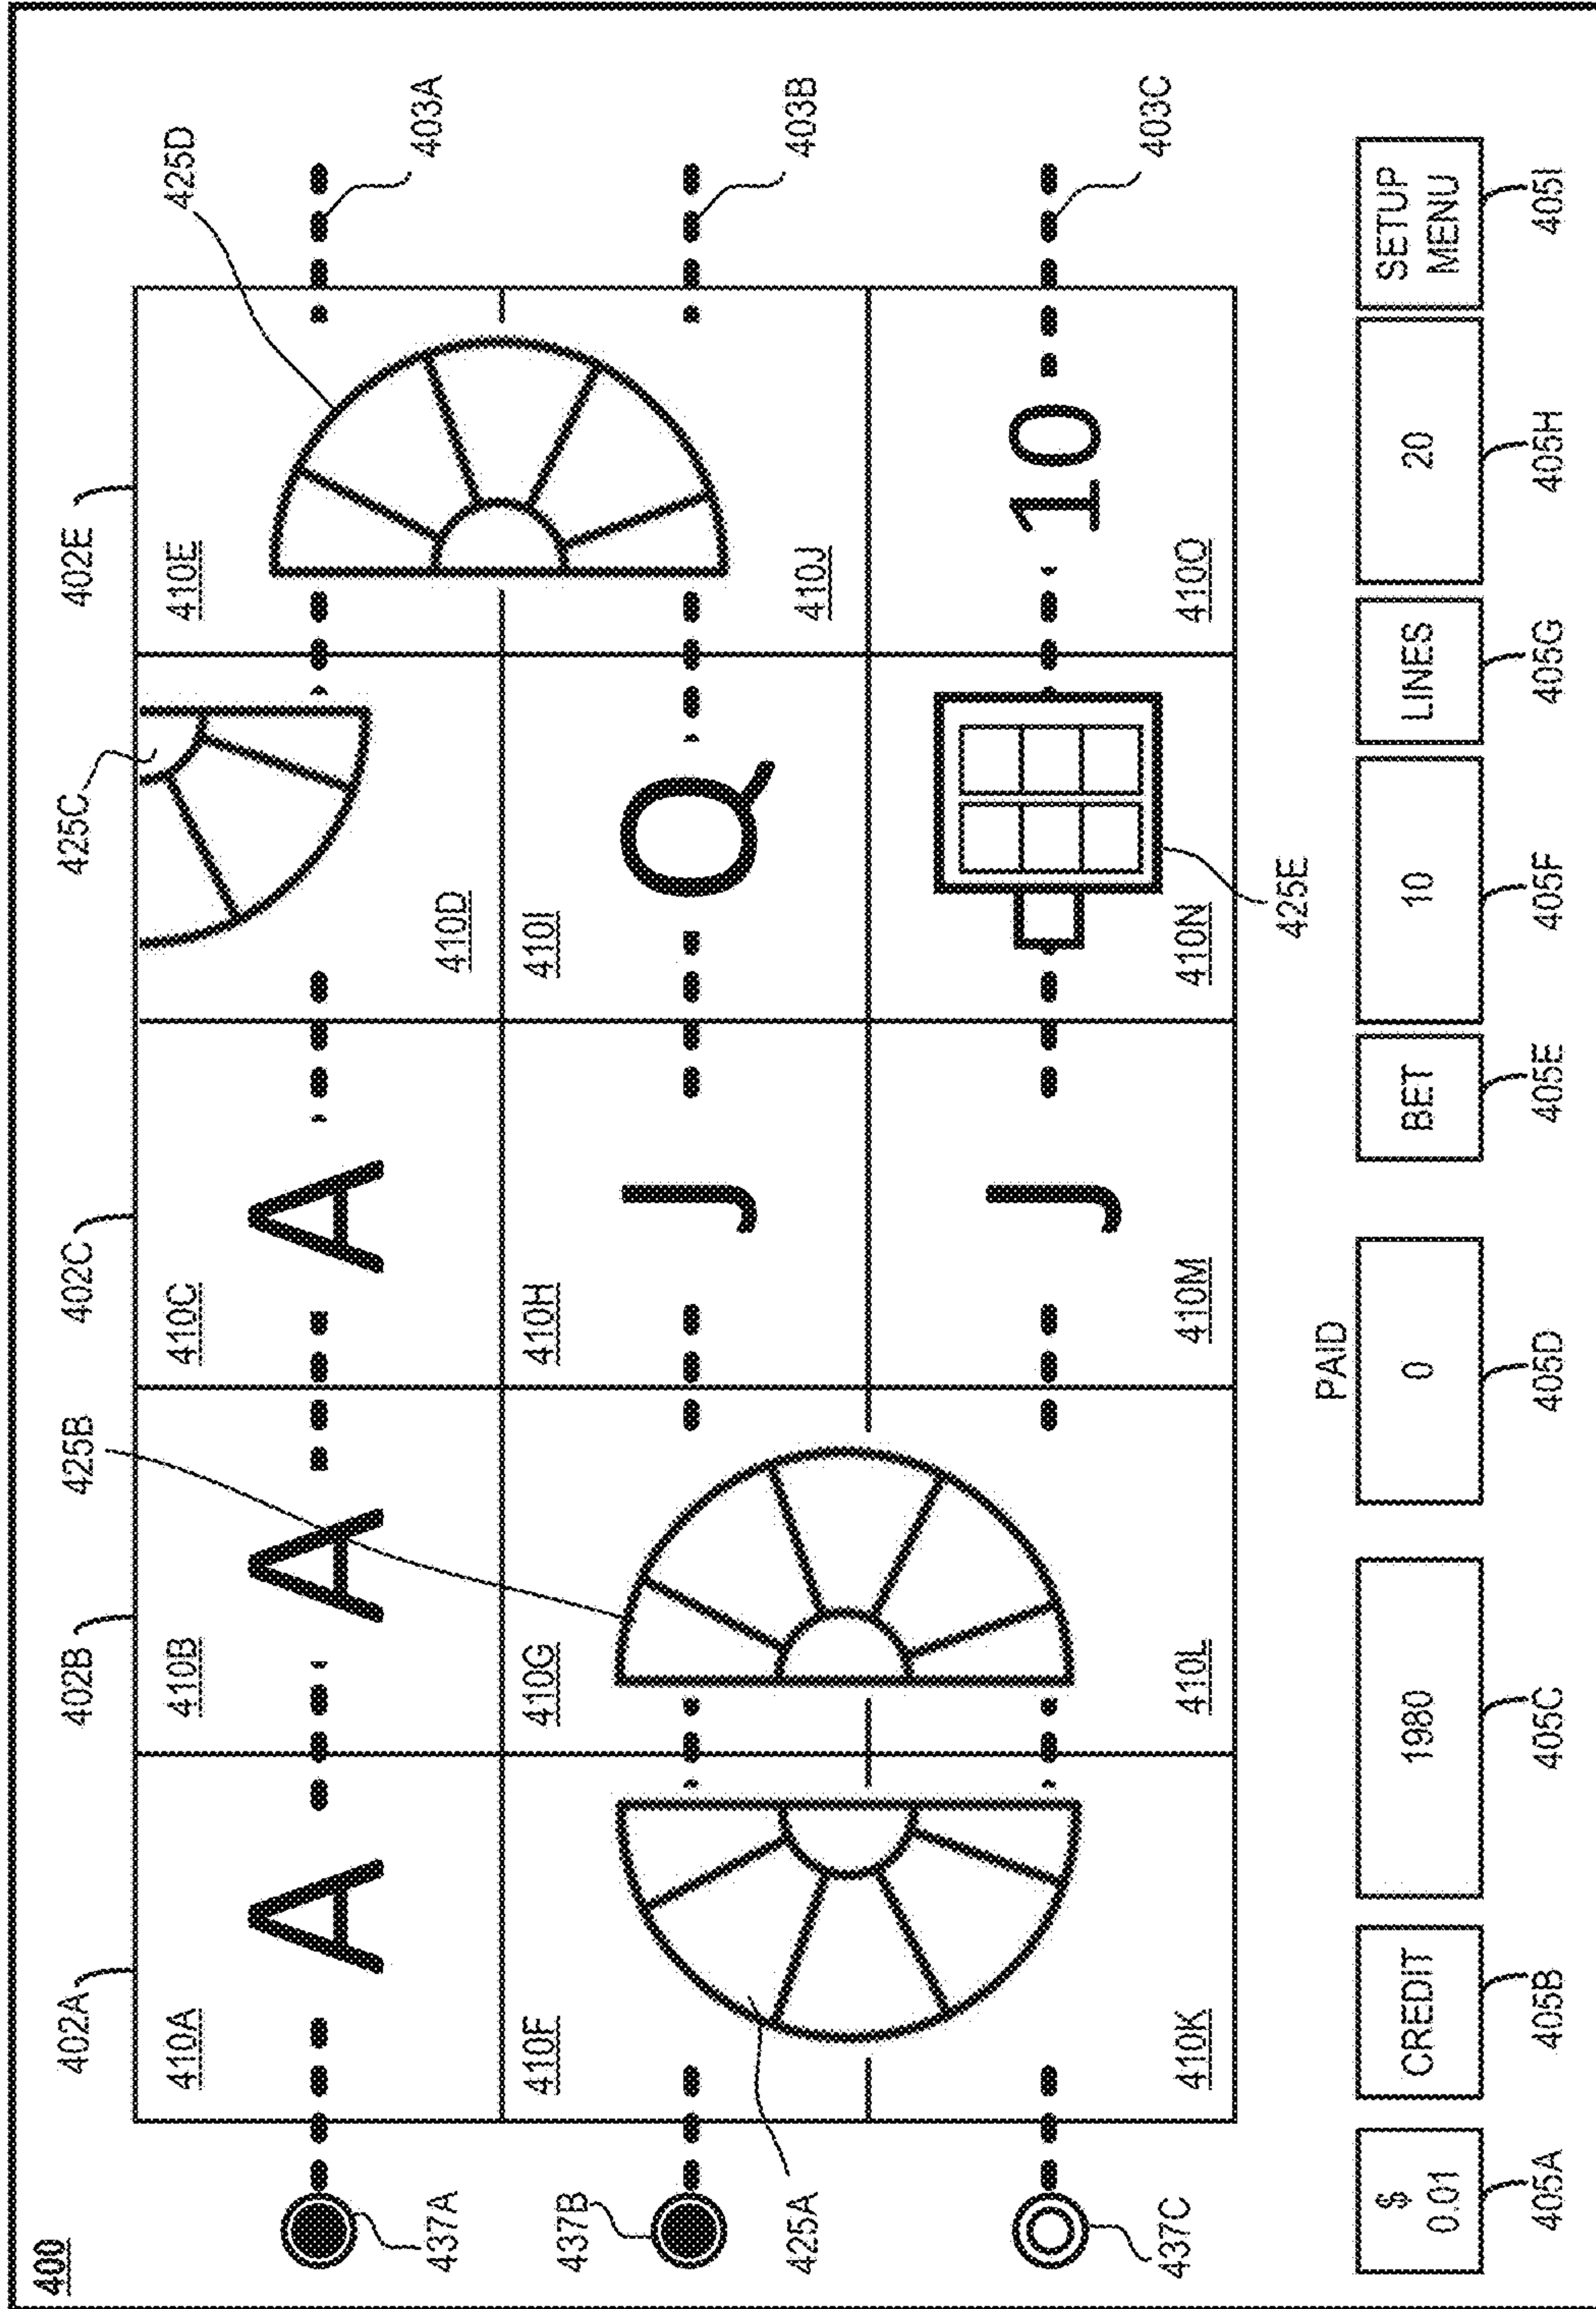 400
402A
402B
425B
402C
425C
402E
425D
410A
410B
410C
410D
410E
A
A
A
403A
437A
410F
410G
410H
410I
410J
J
Q
403B
437B
425A
410K
410L
410M
410N
410O
J
10
403C
437C
425E
PAID
$
0.01
CREDIT
1980
0
BET
10
LINES
20
SETUP
MENU
405A
405B
405C
405D
405E
405F
405G
405H
405I